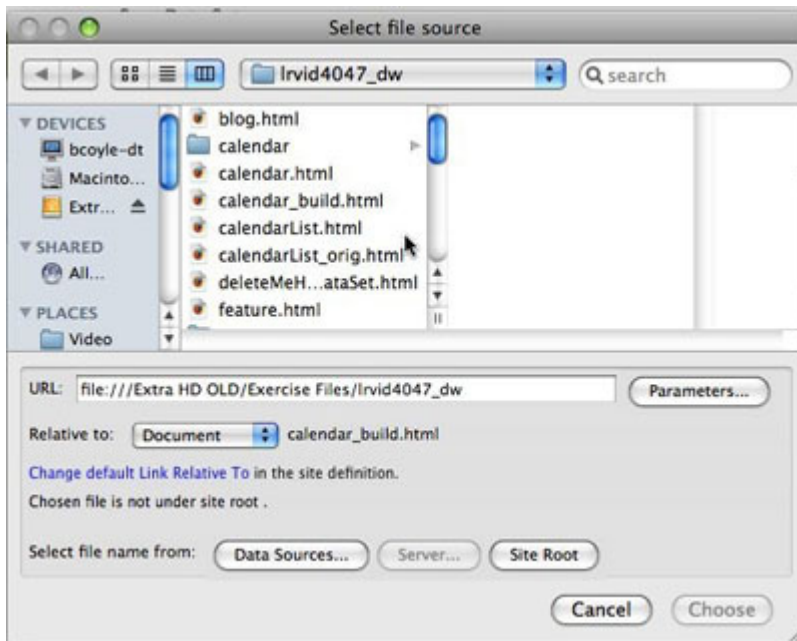 Select file source
lrvid4047_dw
search
DEVICES
bcoyle-dt
Macinto...
Extr...
SHARED
All...
PLACES
Video
blog.html
calendar
calendar.html
calendar_build.html
calendarList.html
calendarList_orig.html
deleteMeH...ataSet.html
feature.html
URL: file:///Extra HD OLD/Exercise Files/lrvid4047_dw
Parameters...
Relative to: Document calendar_build.html
Change default Link Relative To in the site definition.
Chosen file is not under site root .
Select file name from: Data Sources... Server... Site Root
Cancel Choose